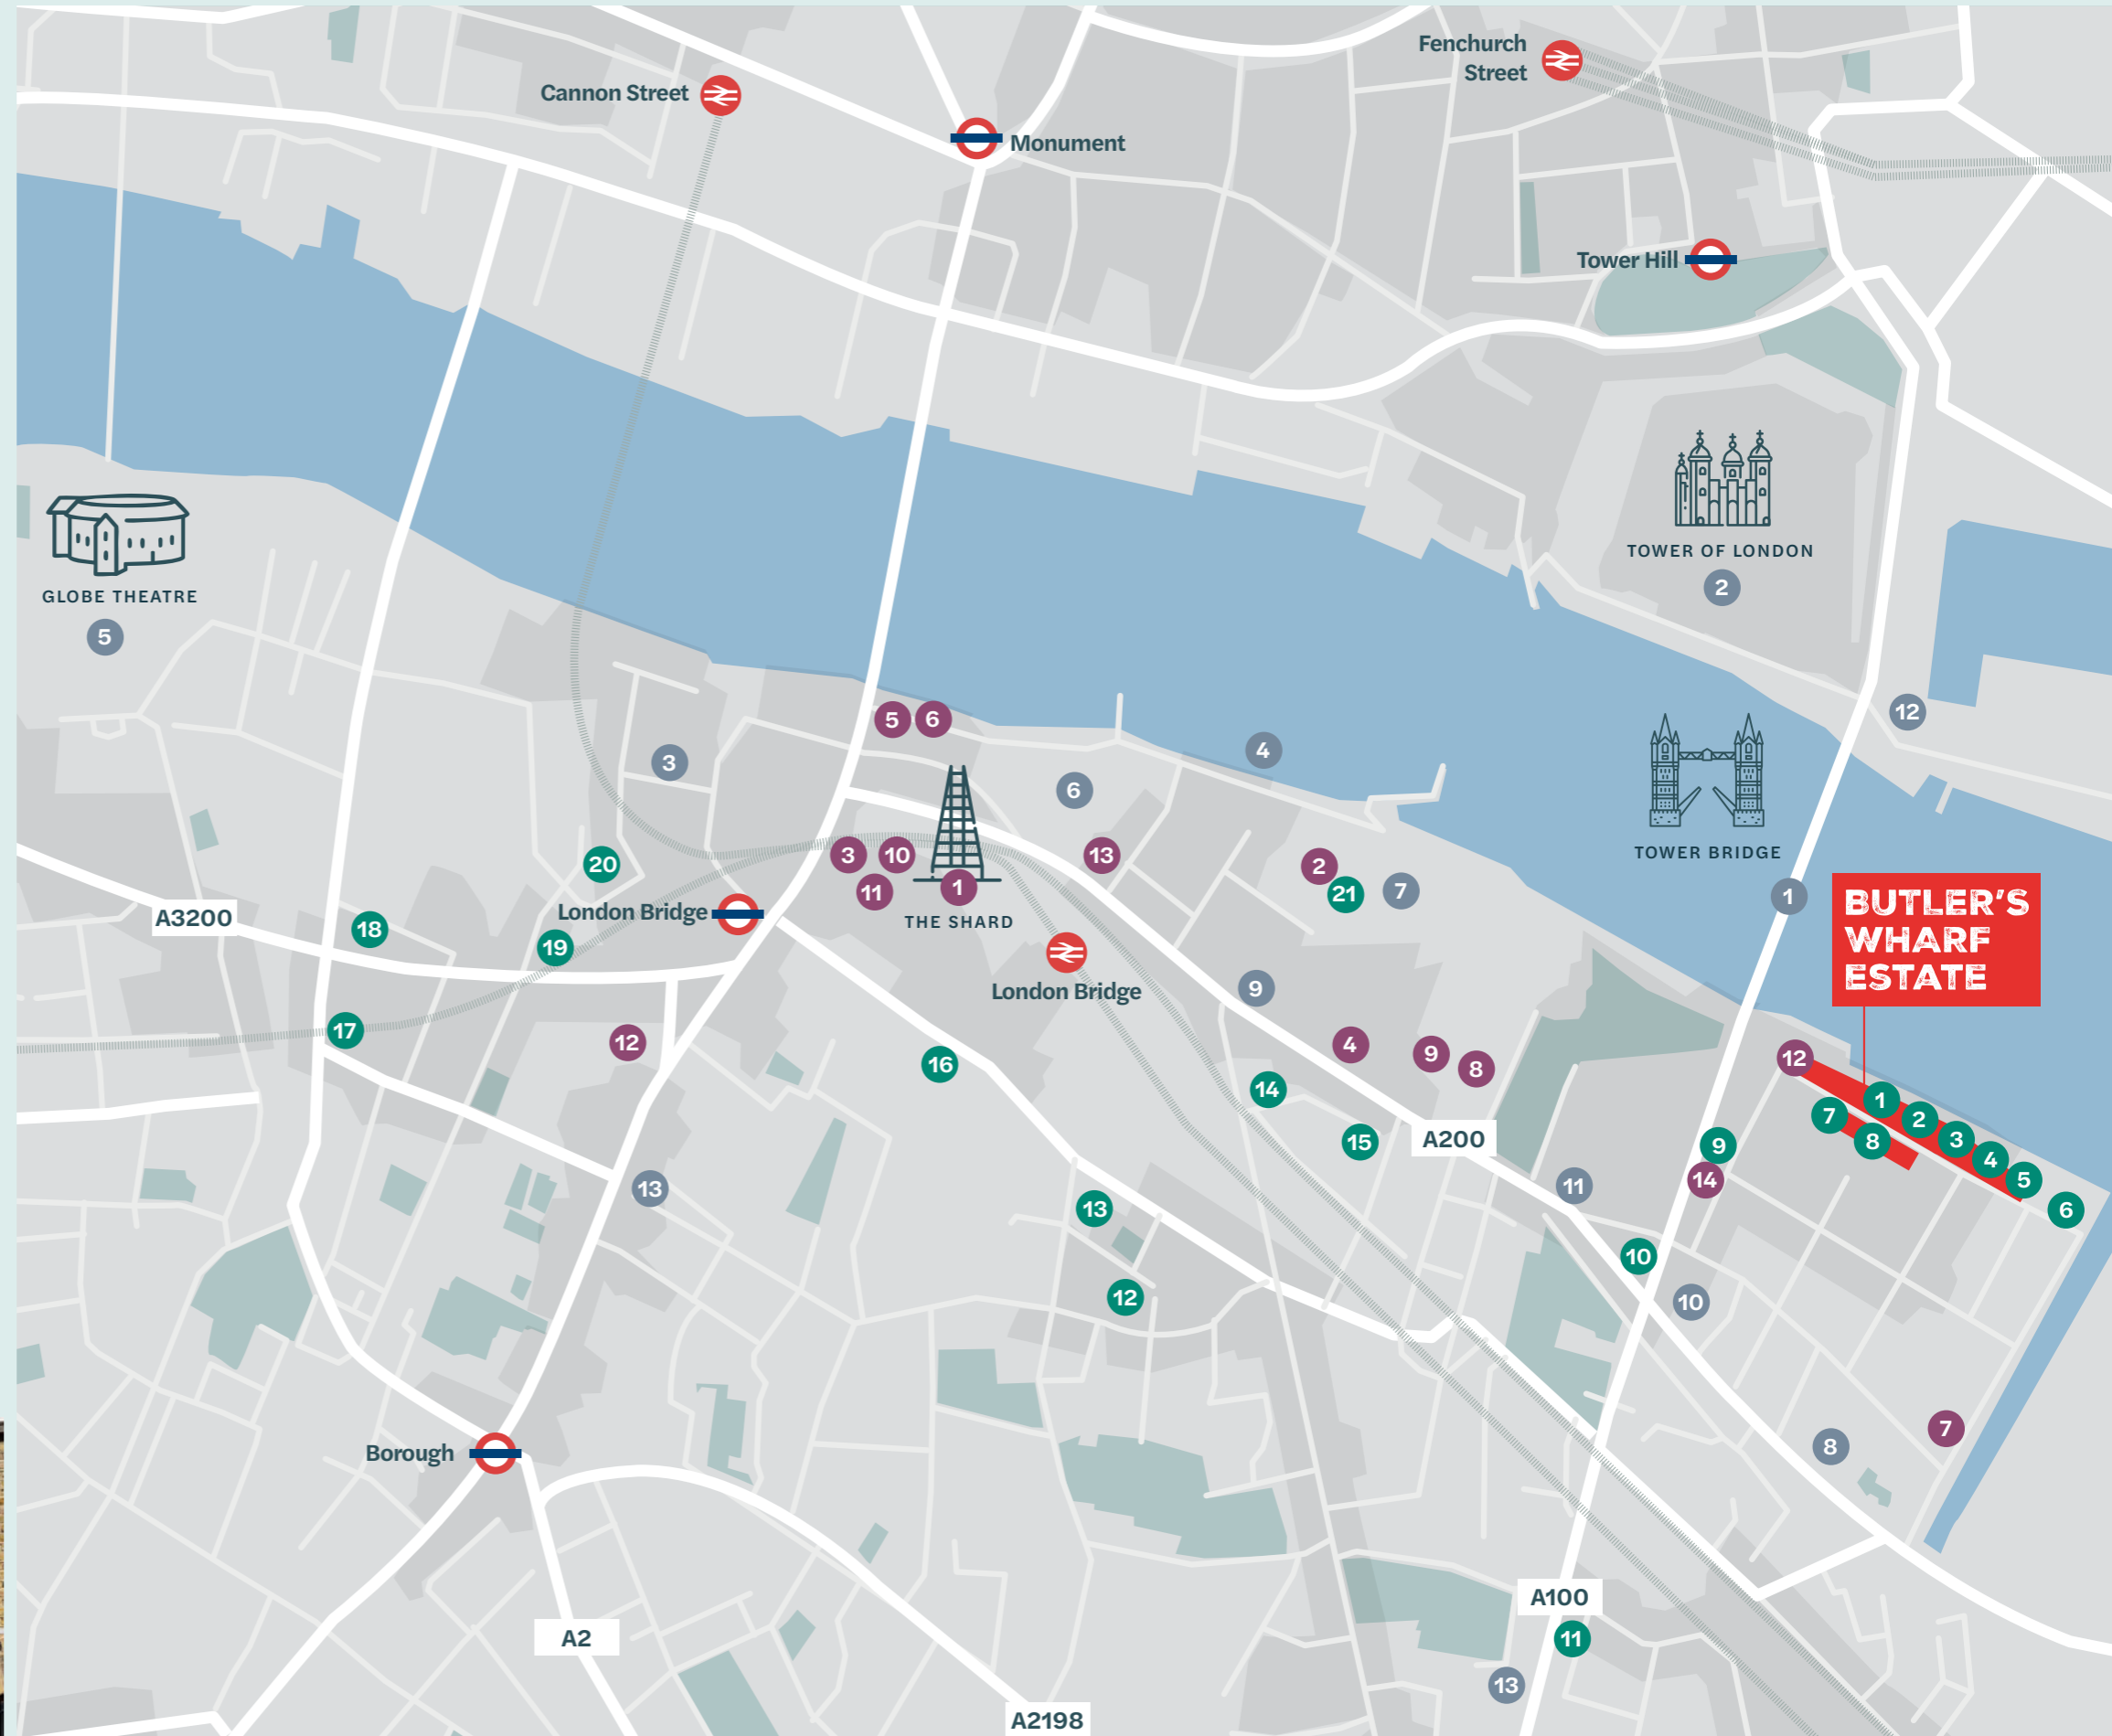 Fenchurch
Street
Cannon Street
Monument
Tower Hill
TOWER OF LONDON
2
GLOBE THEATRE
5
12
5 6
4
3
6
TOWER BRIDGE
3 10
13
20
2
11
1
21
7
1
BUTLER'S
WHARF
ESTATE
London Bridge
THE SHARD
A3200
18
19
London Bridge
9
17
12
4
9
8
12
16
14
1
7
2
15
A200
8
3
9
4
14
5
11
13
13
6
10
12
10
7
8
Borough
A100
A2
11
13
A2198